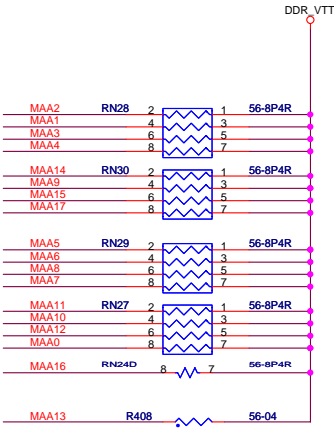 DDR_VTT
MAA2 RN28 2 1 56-8P4R
MAA1 4 3
MAA3 6 5
MAA4 8 7
MAA14 RN30 2 1 56-8P4R
MAA9 4 3
MAA15 6 5
MAA17 8 7
MAA5 RN29 2 1 56-8P4R
MAA6 4 3
MAA8 6 5
MAA7 8 7
MAA11 RN27 2 1 56-8P4R
MAA10 4 3
MAA12 6 5
MAA0 8 7
MAA16 RN24D 8 7 56-8P4R
MAA13 R408 56-04